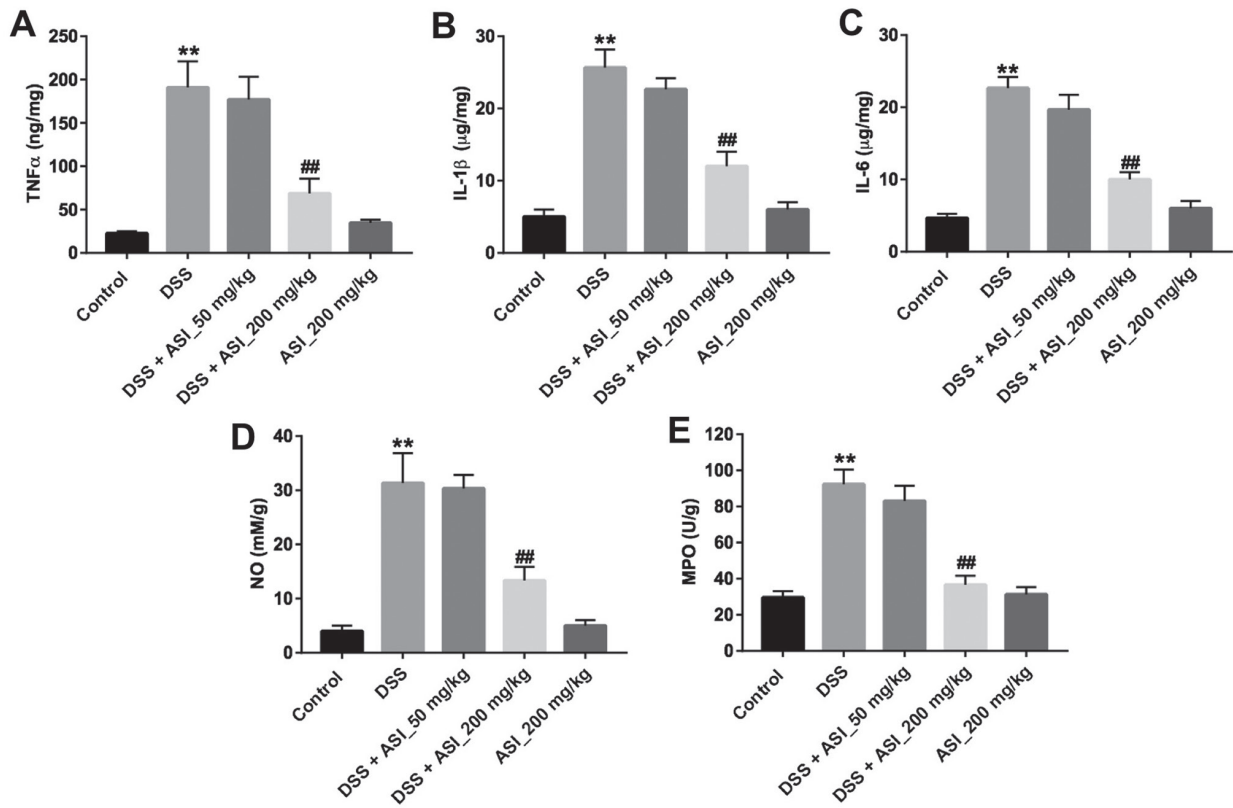 A
TNFα (ng/mg)
250
200
150
100
50
0
**
##
Control
DSS
DSS + ASI_50 mg/kg
DSS + ASI_200 mg/kg
ASI_200 mg/kg
B
IL-1β (μg/mg)
30
20
10
0
**
##
Control
DSS
DSS + ASI_50 mg/kg
DSS + ASI_200 mg/kg
ASI_200 mg/kg
C
IL-6 (μg/mg)
30
20
10
0
**
##
Control
DSS
DSS + ASI_50 mg/kg
DSS + ASI_200 mg/kg
ASI_200 mg/kg
D
NO (mM/g)
40
30
20
10
0
**
##
Control
DSS
DSS + ASI_50 mg/kg
DSS + ASI_200 mg/kg
ASI_200 mg/kg
E
MPO (U/g)
120
100
80
60
40
20
0
**
##
Control
DSS
DSS + ASI_50 mg/kg
DSS + ASI_200 mg/kg
ASI_200 mg/kg